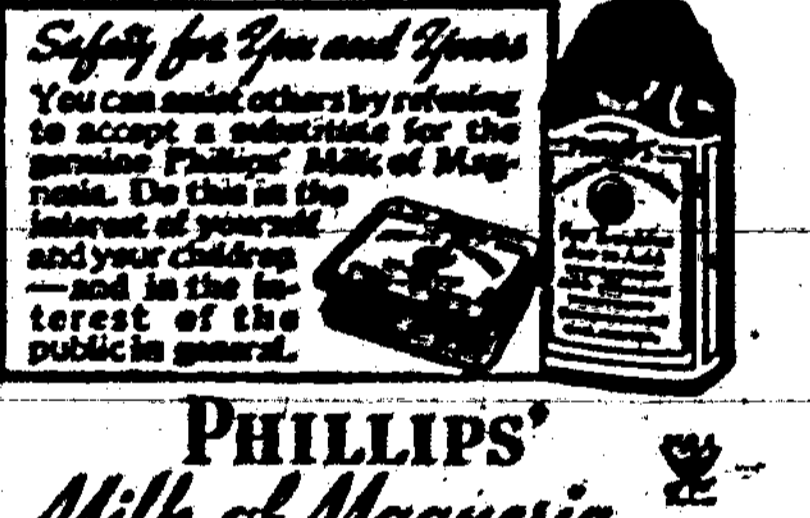 Safety for You and Yours
You can assist others by refusing
to accept a substitute for the
genuine Phillips' Milk of Mag-
nesia. Do this in the
interest of yourself
and your children
—and in the in-
terest of the
public in general.
PHILLIPS'
Milk of Magnesia